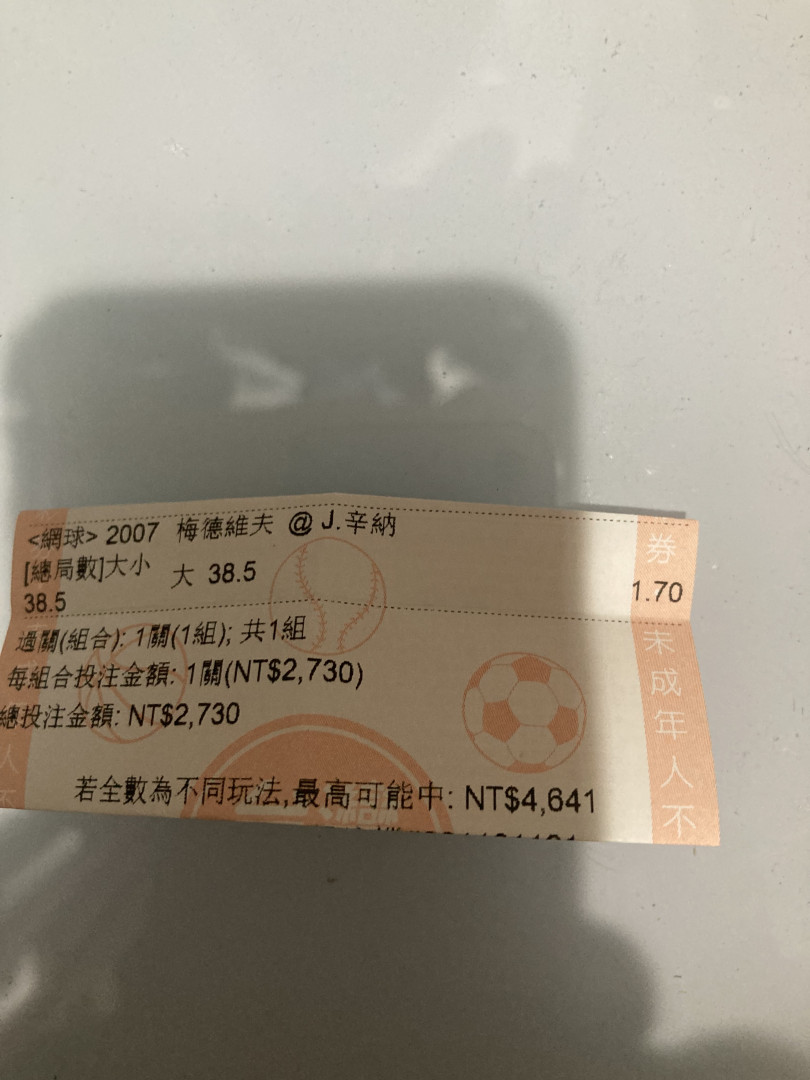 <網球> 2007 梅德維夫 @ J.辛納
[總局數]大小 大 38.5
38.5
1.70
過關(組合): 1關(1組); 共1組
每組合投注金額: 1關(NT$2,730)
總投注金額: NT$2,730
若全數為不同玩法,最高可能中: NT$4,641
券
未成年人不
人不